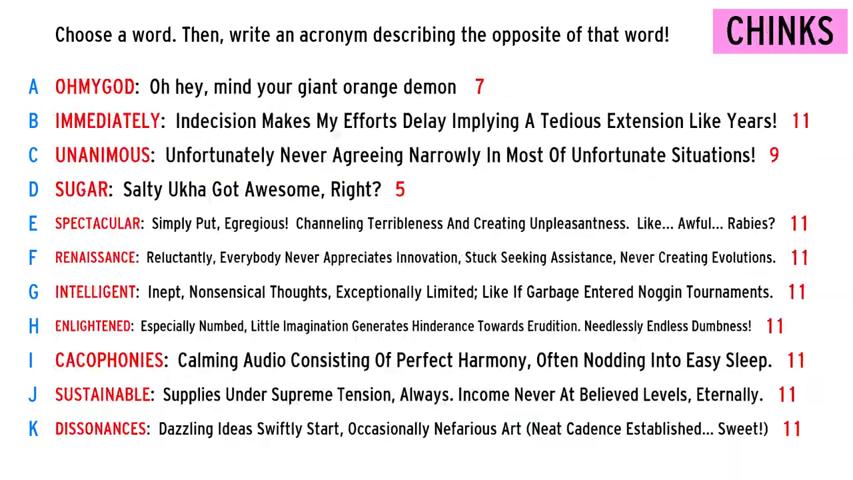 Choose a word. Then, write an acronym describing the opposite of that word!
CHINKS
A OHMYGOD: Oh hey, mind your giant orange demon 7
B IMMEDIATELY: Indecision Makes My Efforts Delay Implying A Tedious Extension Like Years! 11
C UNANIMOUS: Unfortunately Never Agreeing Narrowly In Most Of Unfortunate Situations! 9
D SUGAR: Salty Ukha Got Awesome, Right? 5
E SPECTACULAR: Simply Put, Egregious! Channeling Terribleness And Creating Unpleasantness. Like... Awful... Rabies? 11
F RENAISSANCE: Reluctantly, Everybody Never Appreciates Innovation, Stuck Seeking Assistance, Never Creating Evolutions. 11
G INTELLIGENT: Inept, Nonsensical Thoughts, Exceptionally Limited; Like If Garbage Entered Noggin Tournaments. 11
H ENLIGHTENED: Especially Numbed, Little Imagination Generates Hinderance Towards Erudition. Needlessly Endless Dumbness! 11
I CACOPHONIES: Calming Audio Consisting Of Perfect Harmony, Often Nodding Into Easy Sleep. 11
J SUSTAINABLE: Supplies Under Supreme Tension, Always. Income Never At Believed Levels, Eternally. 11
K DISSONANCES: Dazzling Ideas Swiftly Start, Occasionally Nefarious Art (Neat Cadence Established... Sweet!) 11